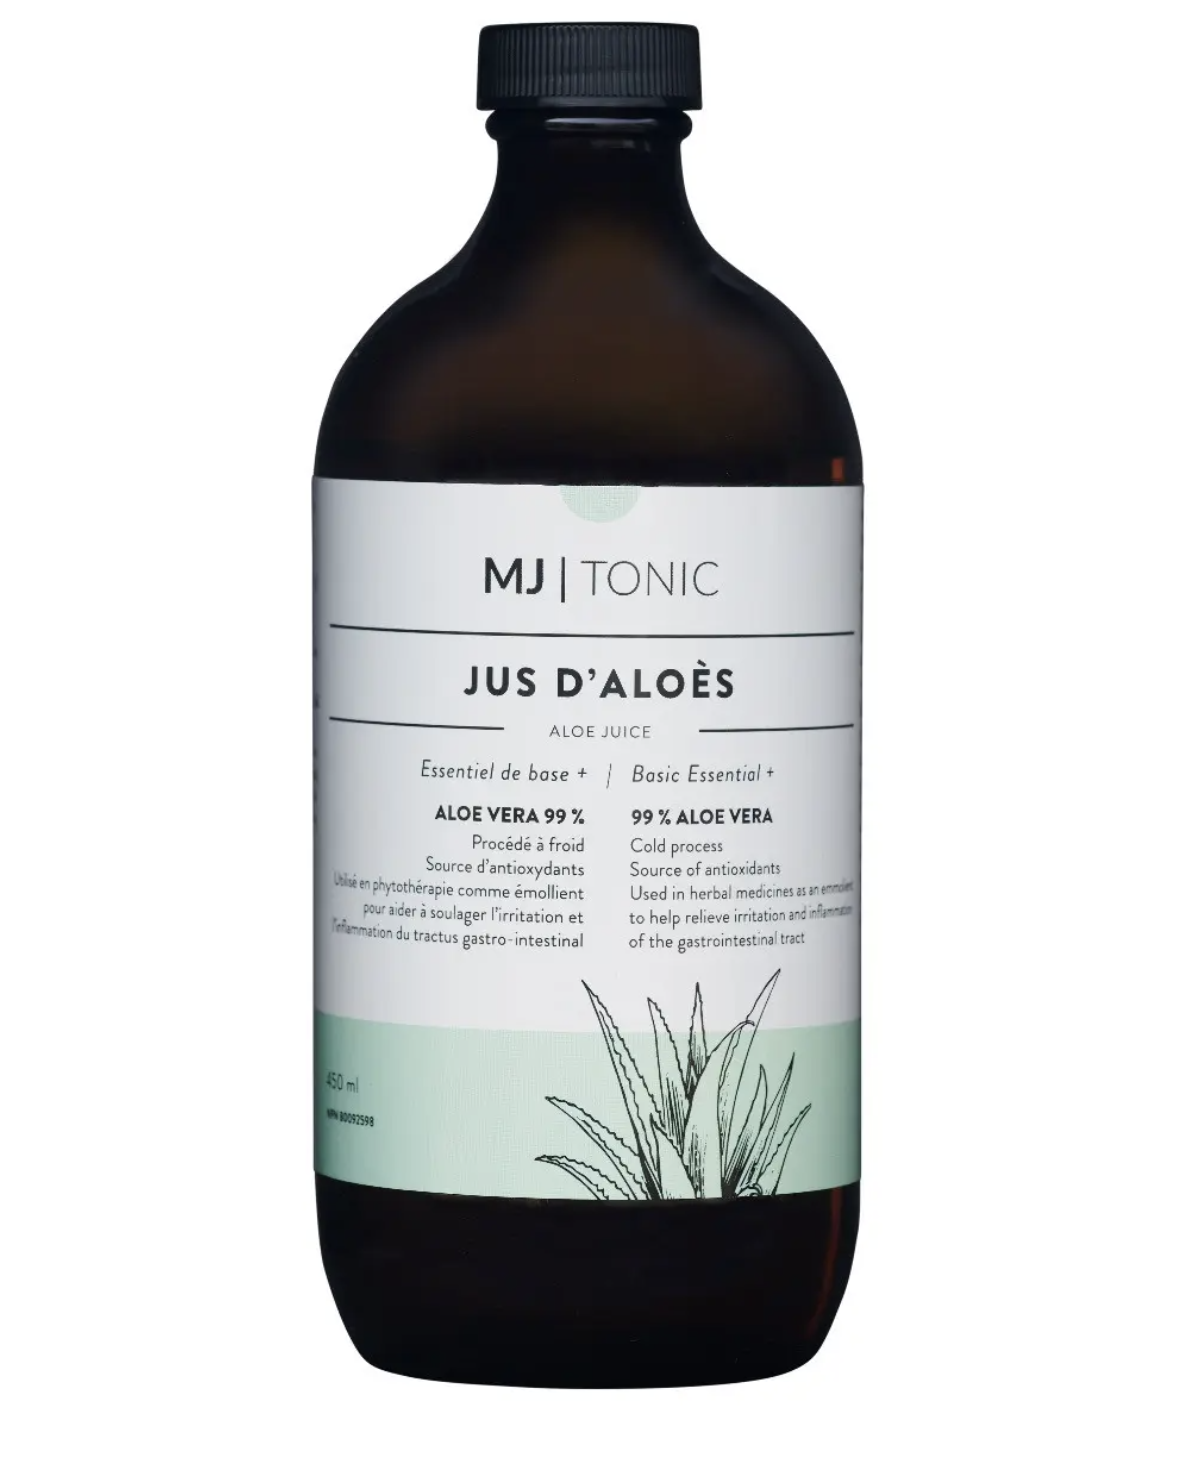 MJ | TONIC
JUS D'ALOÈS
ALOE JUICE
Essentiel de base + | Basic Essential +
ALOE VERA 99 %
Procédé à froid
Source d'antioxydants
Utilisé en phytothérapie comme émollient
pour aider à soulager l'irritation et
l'inflammation du tractus gastro-intestinal
99 % ALOE VERA
Cold process
Source of antioxidants
Used in herbal medicines as an emmolient
to help relieve irritation and inflammation
of the gastrointestinal tract
450 ml
NPN 80092598